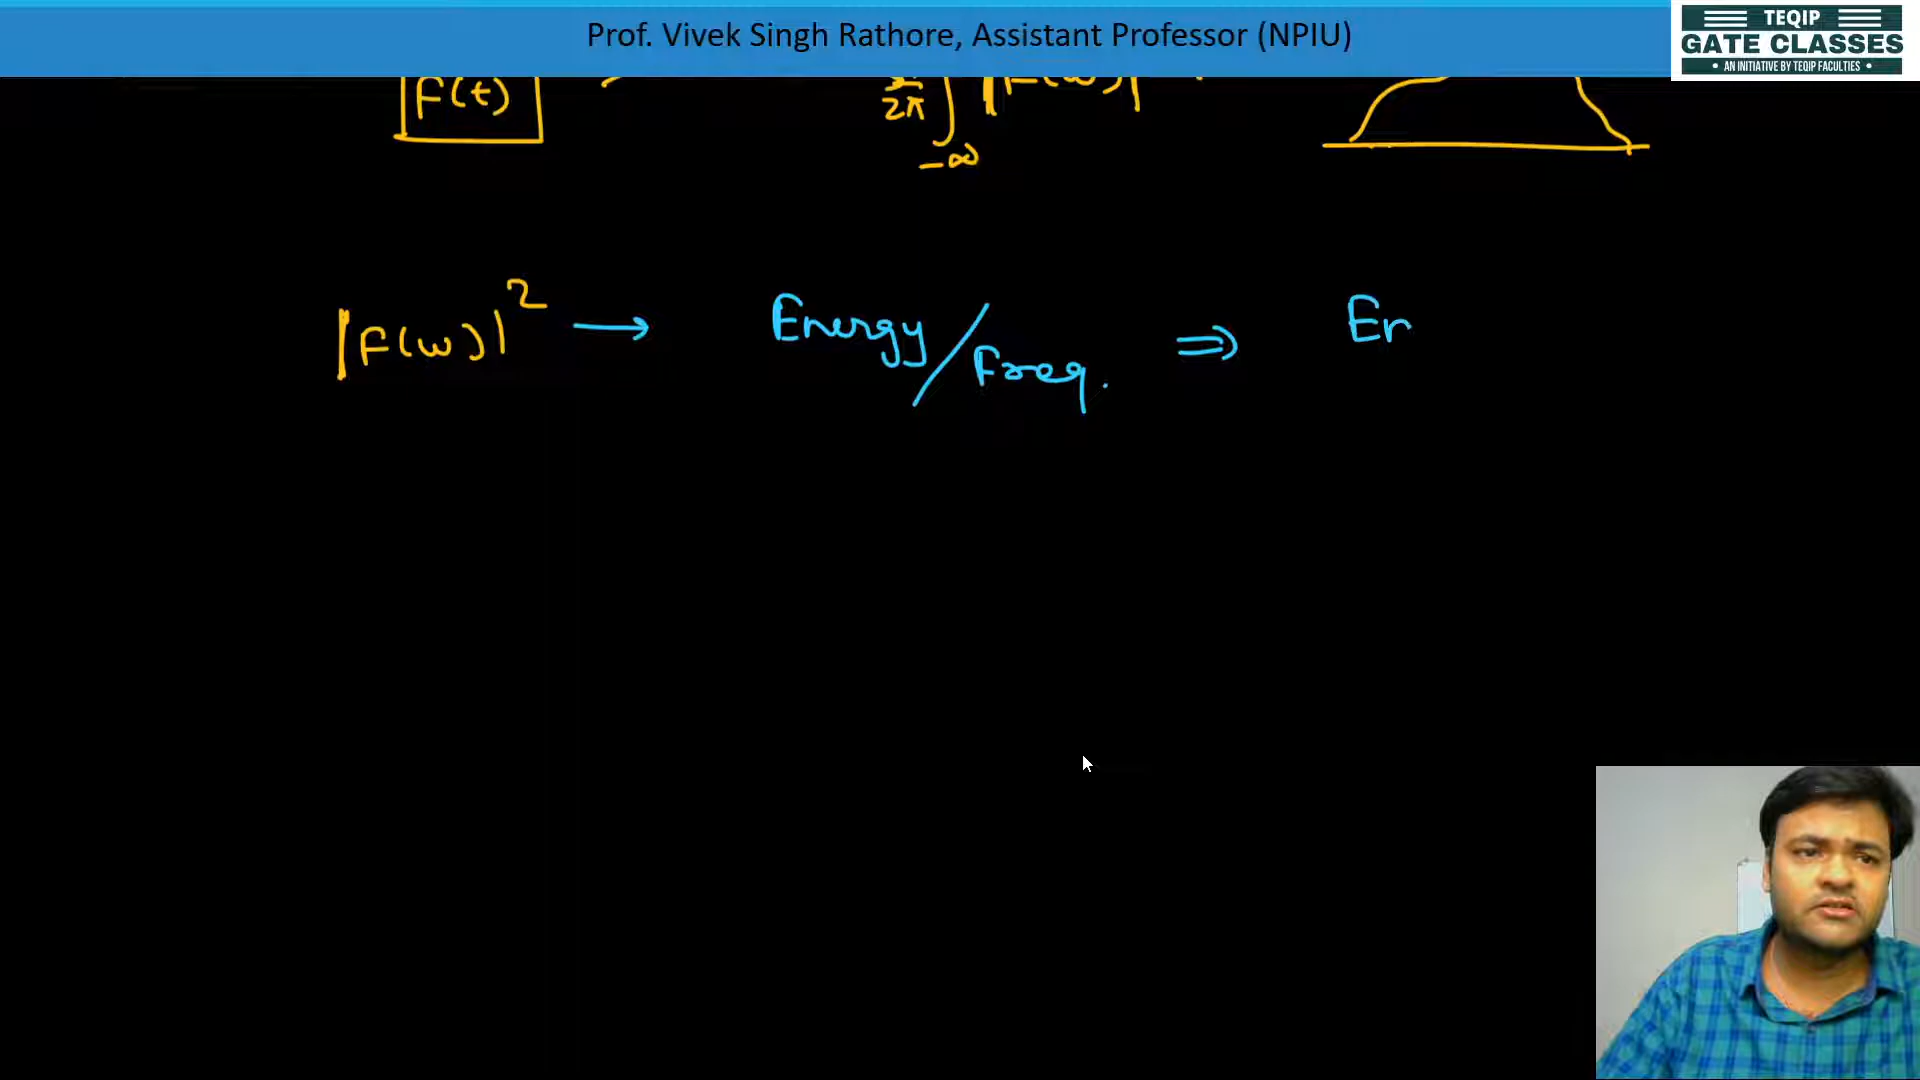 Prof. Vivek Singh Rathore, Assistant Professor (NPIU)
TEQIP
GATE CLASSES
• AN INITIATIVE BY TEQIP FACULTIES •
F(t)
2π ∫ |F(ω)|
-∞
|F(ω)|² → Energy/Freq. ⇒ En